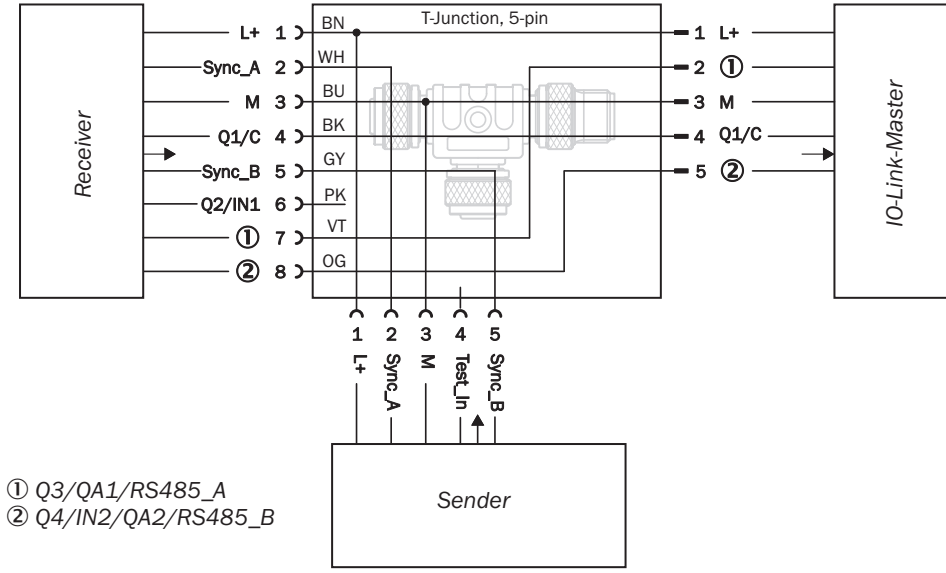 T-Junction, 5-pin
L+ 1 BN 1 L+
Sync_A 2 WH 2 ①
M 3 BU 3 M
Q1/C 4 BK 4 Q1/C
Sync_B 5 GY 5 ②
Q2/IN1 6 PK
① 7 VT
② 8 OG
Receiver
IO-Link-Master
1 2 3 4 5
L+
Sync_A
M
Test_In
Sync_B
Sender
① Q3/QA1/RS485_A
② Q4/IN2/QA2/RS485_B